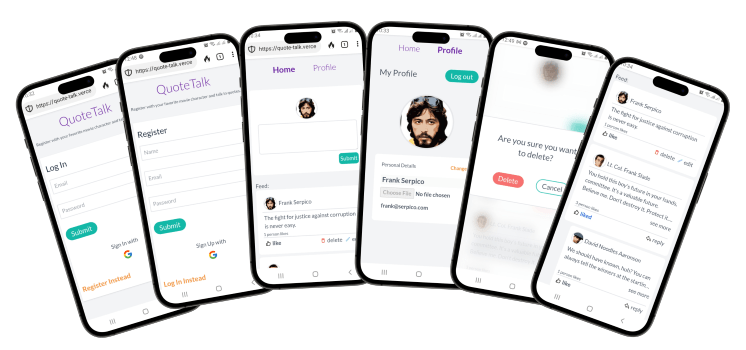 https://quote-talk.verce
QuoteTalk
Register with your favorite movie character and talk to
Log In
Email
Password
Submit
Sign In with
Register Instead
2:45
https://quote-talk.verce
QuoteTalk
Register with your favorite movie character and talk to quotes
Register
Name
Email
Password
Submit
Sign Up with
Log In Instead
https://quote-talk.verce
Home Profile
Submit
Feed:
Frank Serpico
The fight for justice against corruption
is never easy.
1 person likes
like delete
Home Profile
My Profile Log out
Personal Details
Change
Frank Serpico
Choose File No file chosen
frank@serpico.com
2:45
Are you sure you want
to delete?
Delete Cancel
Feed:
Frank Serpico
The fight for justice against corruption
is never easy.
1 person likes
like delete edit
Lt. Col. Frank Slade
You hold this boy's future in your hands,
committee. It's a valuable future.
Believe me. Don't destroy it. Protect it...
see more
1 person likes
liked reply
David Noodles Aaronson
We should have known, huh? You can
always tell the winners at the startin...
see more
1 person likes
like reply